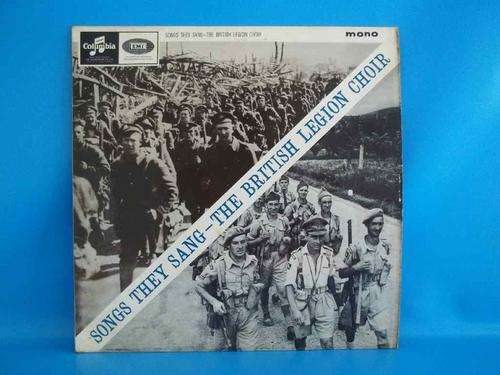 Columbia
EMI
SONGS THEY SANG—THE BRITISH LEGION CHOIR
mono
SONGS THEY SANG—THE BRITISH LEGION CHOIR